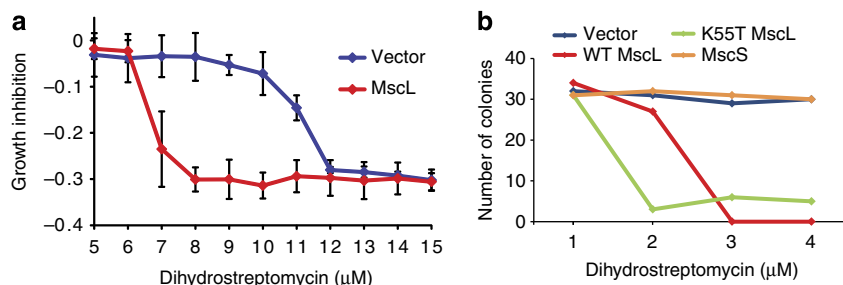 a
0
−0.1
−0.2
−0.3
−0.4
Growth inhibition
Vector
MscL
5 6 7 8 9 10 11 12 13 14 15
Dihydrostreptomycin (μM)
b
Vector
K55T MscL
WT MscL
MscS
40
30
20
10
0
Number of colonies
1 2 3 4
Dihydrostreptomycin (μM)